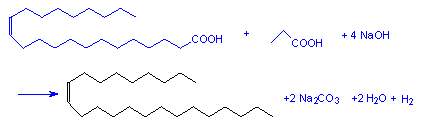 COOH + COOH + 4 NaOH
+2 Na2CO3 +2 H2O + H2